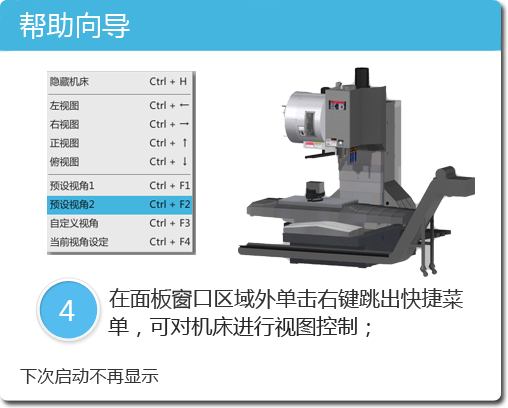 帮助向导
隐藏机床 Ctrl + H
左视图 Ctrl + ←
右视图 Ctrl + →
正视图 Ctrl + ↑
俯视图 Ctrl + ↓
预设视角1 Ctrl + F1
预设视角2 Ctrl + F2
自定义视角 Ctrl + F3
当前视角设定 Ctrl + F4
4
在面板窗口区域外单击右键跳出快捷菜
单，可对机床进行视图控制；
下次启动不再显示